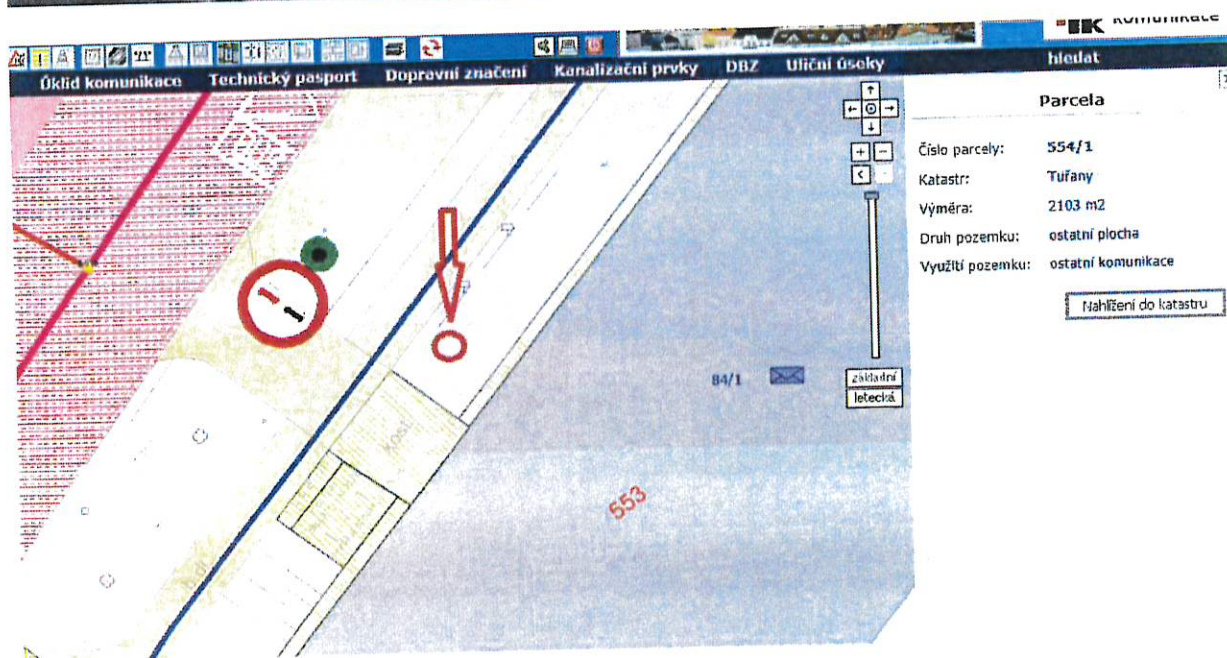 komunikace
Úklid komunikace
Technický pasport
Dopravní značení
Kanalizační prvky
DBZ
Uliční úseky
hledat
Parcela
Číslo parcely: 554/1
Katastr: Tuřany
Výměra: 2103 m2
Druh pozemku: ostatní plocha
Využití pozemku: ostatní komunikace
Nahlížení do katastru
84/1
základní
letecká
kost
553